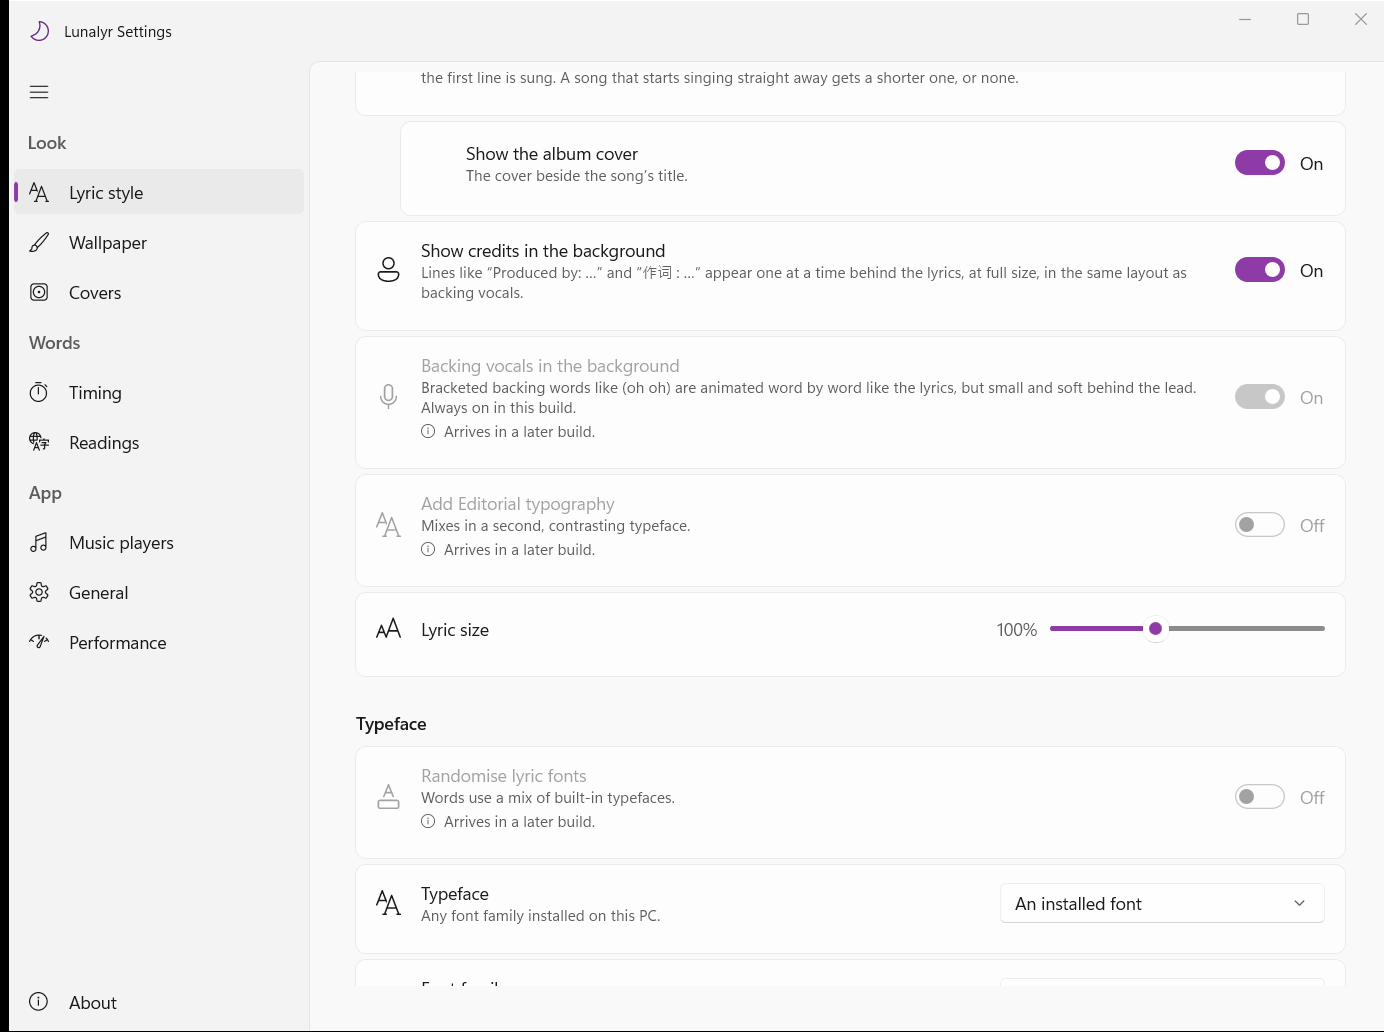 Lunalyr Settings
Look
Lyric style
Wallpaper
Covers
Words
Timing
Readings
App
Music players
General
Performance
About
the first line is sung. A song that starts singing straight away gets a shorter one, or none.
Show the album cover
The cover beside the song's title.
On
Show credits in the background
Lines like “Produced by: …” and “作词 : …” appear one at a time behind the lyrics, at full size, in the same layout as
backing vocals.
On
Backing vocals in the background
Bracketed backing words like (oh oh) are animated word by word like the lyrics, but small and soft behind the lead.
Always on in this build.
Arrives in a later build.
On
Add Editorial typography
Mixes in a second, contrasting typeface.
Arrives in a later build.
Off
Lyric size
100%
Typeface
Randomise lyric fonts
Words use a mix of built-in typefaces.
Arrives in a later build.
Off
Typeface
Any font family installed on this PC.
An installed font